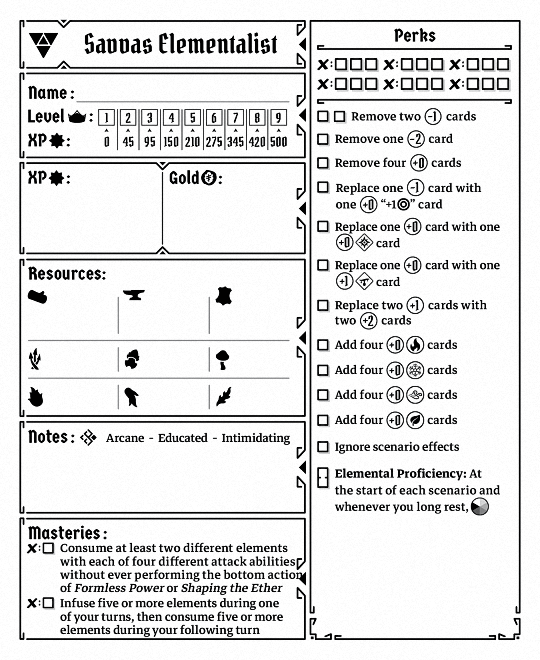 Savvas Elementalist
Name:
Level : 1 2 3 4 5 6 7 8 9
XP : 0 45 95 150 210 275 345 420 500
XP :
Gold :
Resources:
Notes: Arcane - Educated - Intimidating
Masteries:
Consume at least two different elements
with each of four different attack abilities
without ever performing the bottom action
of Formless Power or Shaping the Ether
Infuse five or more elements during one
of your turns, then consume five or more
elements during your following turn
Perks
Remove two -1 cards
Remove one -2 card
Remove four +0 cards
Replace one -1 card with
one +0 “+1” card
Replace one +0 card with one
+0 card
Replace one +0 card with one
+1 card
Replace two +1 cards with
two +2 cards
Add four +0 cards
Add four +0 cards
Add four +0 cards
Add four +0 cards
Ignore scenario effects
Elemental Proficiency: At
the start of each scenario and
whenever you long rest,